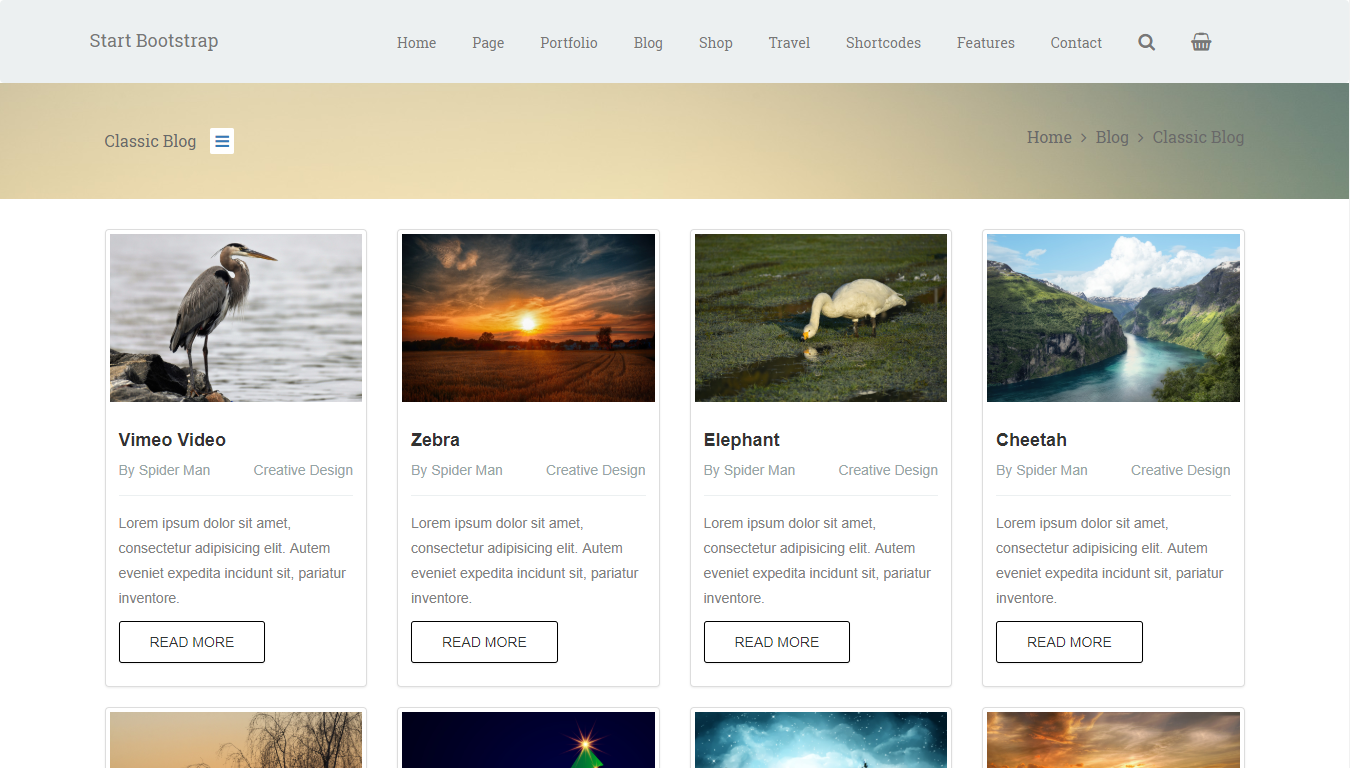 Start Bootstrap
Home Page Portfolio Blog Shop Travel Shortcodes Features Contact
Classic Blog
Home > Blog > Classic Blog
Vimeo Video
By Spider Man Creative Design
Lorem ipsum dolor sit amet,
consectetur adipisicing elit. Autem
eveniet expedita incidunt sit, pariatur
inventore.
READ MORE
Zebra
By Spider Man Creative Design
Lorem ipsum dolor sit amet,
consectetur adipisicing elit. Autem
eveniet expedita incidunt sit, pariatur
inventore.
READ MORE
Elephant
By Spider Man Creative Design
Lorem ipsum dolor sit amet,
consectetur adipisicing elit. Autem
eveniet expedita incidunt sit, pariatur
inventore.
READ MORE
Cheetah
By Spider Man Creative Design
Lorem ipsum dolor sit amet,
consectetur adipisicing elit. Autem
eveniet expedita incidunt sit, pariatur
inventore.
READ MORE